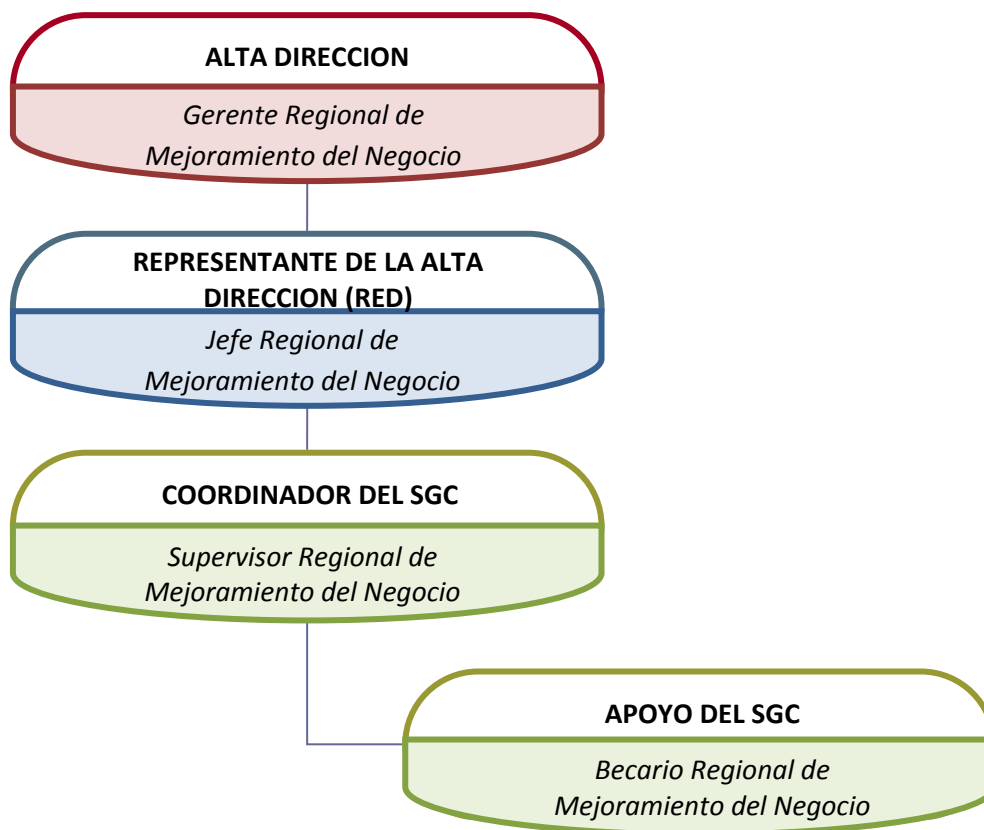 ALTA DIRECCION
Gerente Regional de
Mejoramiento del Negocio
REPRESENTANTE DE LA ALTA
DIRECCION (RED)
Jefe Regional de
Mejoramiento del Negocio
COORDINADOR DEL SGC
Supervisor Regional de
Mejoramiento del Negocio
APOYO DEL SGC
Becario Regional de
Mejoramiento del Negocio